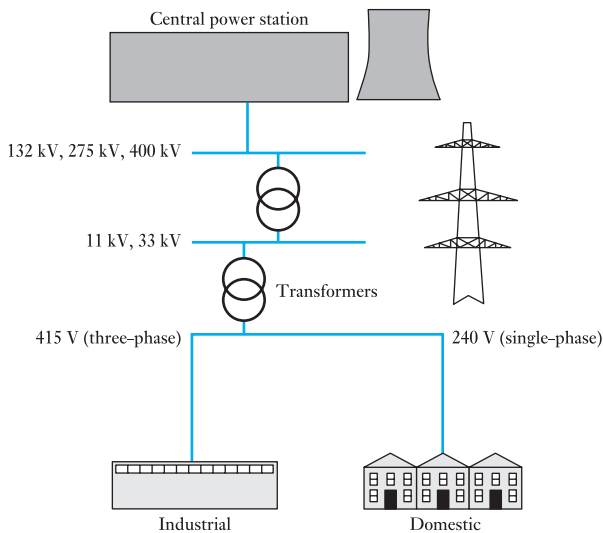 Central power station
132 kV, 275 kV, 400 kV
11 kV, 33 kV
Transformers
415 V (three–phase)
240 V (single–phase)
Industrial
Domestic